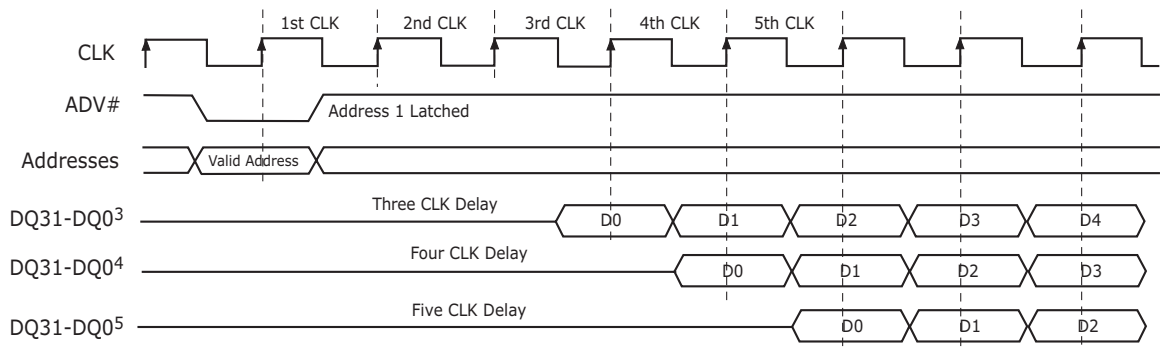 1st CLK 2nd CLK 3rd CLK 4th CLK 5th CLK
CLK
ADV# Address 1 Latched
Addresses Valid Address
DQ31-DQ0³ Three CLK Delay D0 D1 D2 D3 D4
DQ31-DQ0⁴ Four CLK Delay D0 D1 D2 D3
DQ31-DQ0⁵ Five CLK Delay D0 D1 D2